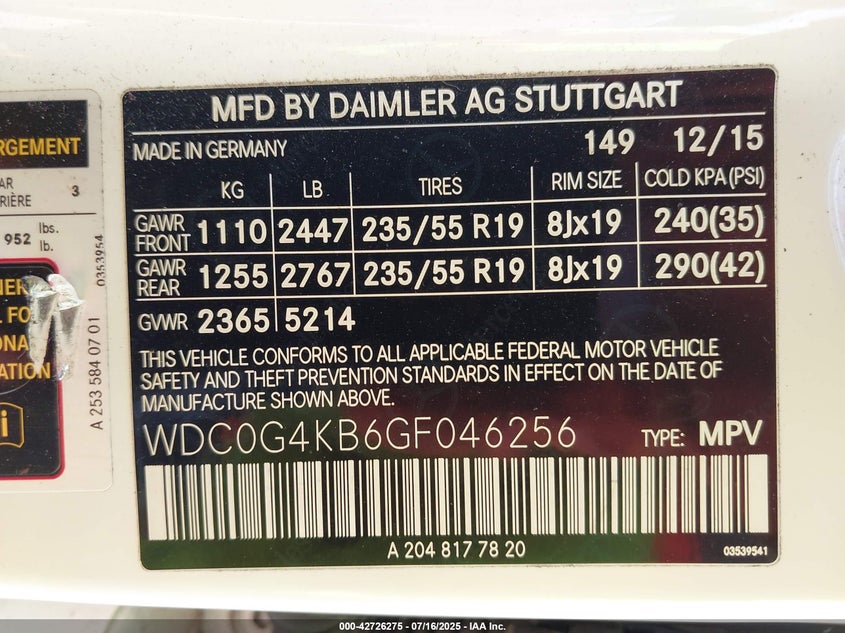 RGEMENT
AR
RIÈRE 3
952 lbs.
lb.
0353954
A 253 584 07 01
MFD BY DAIMLER AG STUTTGART
MADE IN GERMANY 149 12/15
KG LB TIRES RIM SIZE COLD KPA(PSI)
GAWR FRONT 1110 2447 235/55 R19 8Jx19 240(35)
GAWR REAR 1255 2767 235/55 R19 8Jx19 290(42)
GVWR 2365 5214
THIS VEHICLE CONFORMS TO ALL APPLICABLE FEDERAL MOTOR VEHICLE
SAFETY AND THEFT PREVENTION STANDARDS IN EFFECT ON THE DATE OF
MANUFACTURE SHOWN ABOVE.
WDC0G4KB6GF046256 TYPE: MPV
A 204 817 78 20 03539541
000-42726275 - 07/16/2025 - IAA Inc.